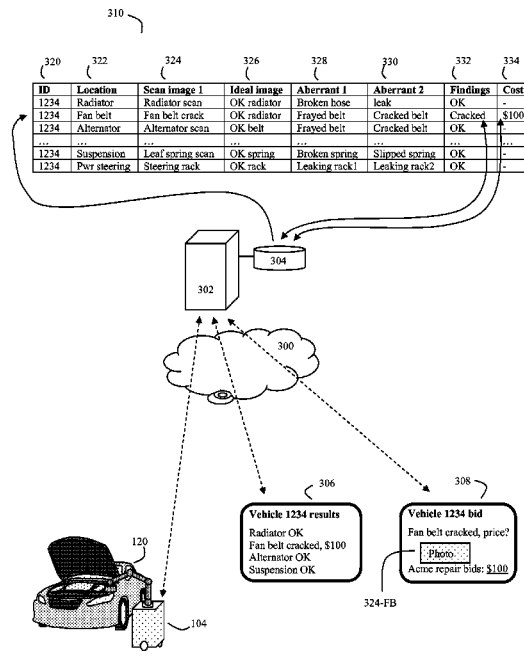 310
320 322 324 326 328 330 332 334
ID Location Scan image 1 Ideal image Aberrant 1 Aberrant 2 Findings Cost
1234 Radiator Radiator scan OK radiator Broken hose leak OK -
1234 Fan belt Fan belt crack OK radiator Frayed belt Cracked belt Cracked $100
1234 Alternator Alternator scan OK belt Frayed belt Cracked belt OK -
... ... ... ... ... ... ... ...
1234 Suspension Leaf spring scan OK spring Broken spring Slipped spring OK -
1234 Pwr steering Steering rack OK rack Leaking rack1 Leaking rack2 OK -
304
302
300
306
308
Vehicle 1234 results
Radiator OK
Fan belt cracked, $100
Alternator OK
Suspension OK
Vehicle 1234 bid
Fan belt cracked, price?
Photo
Acme repair bids: $100
324-FB
120
104